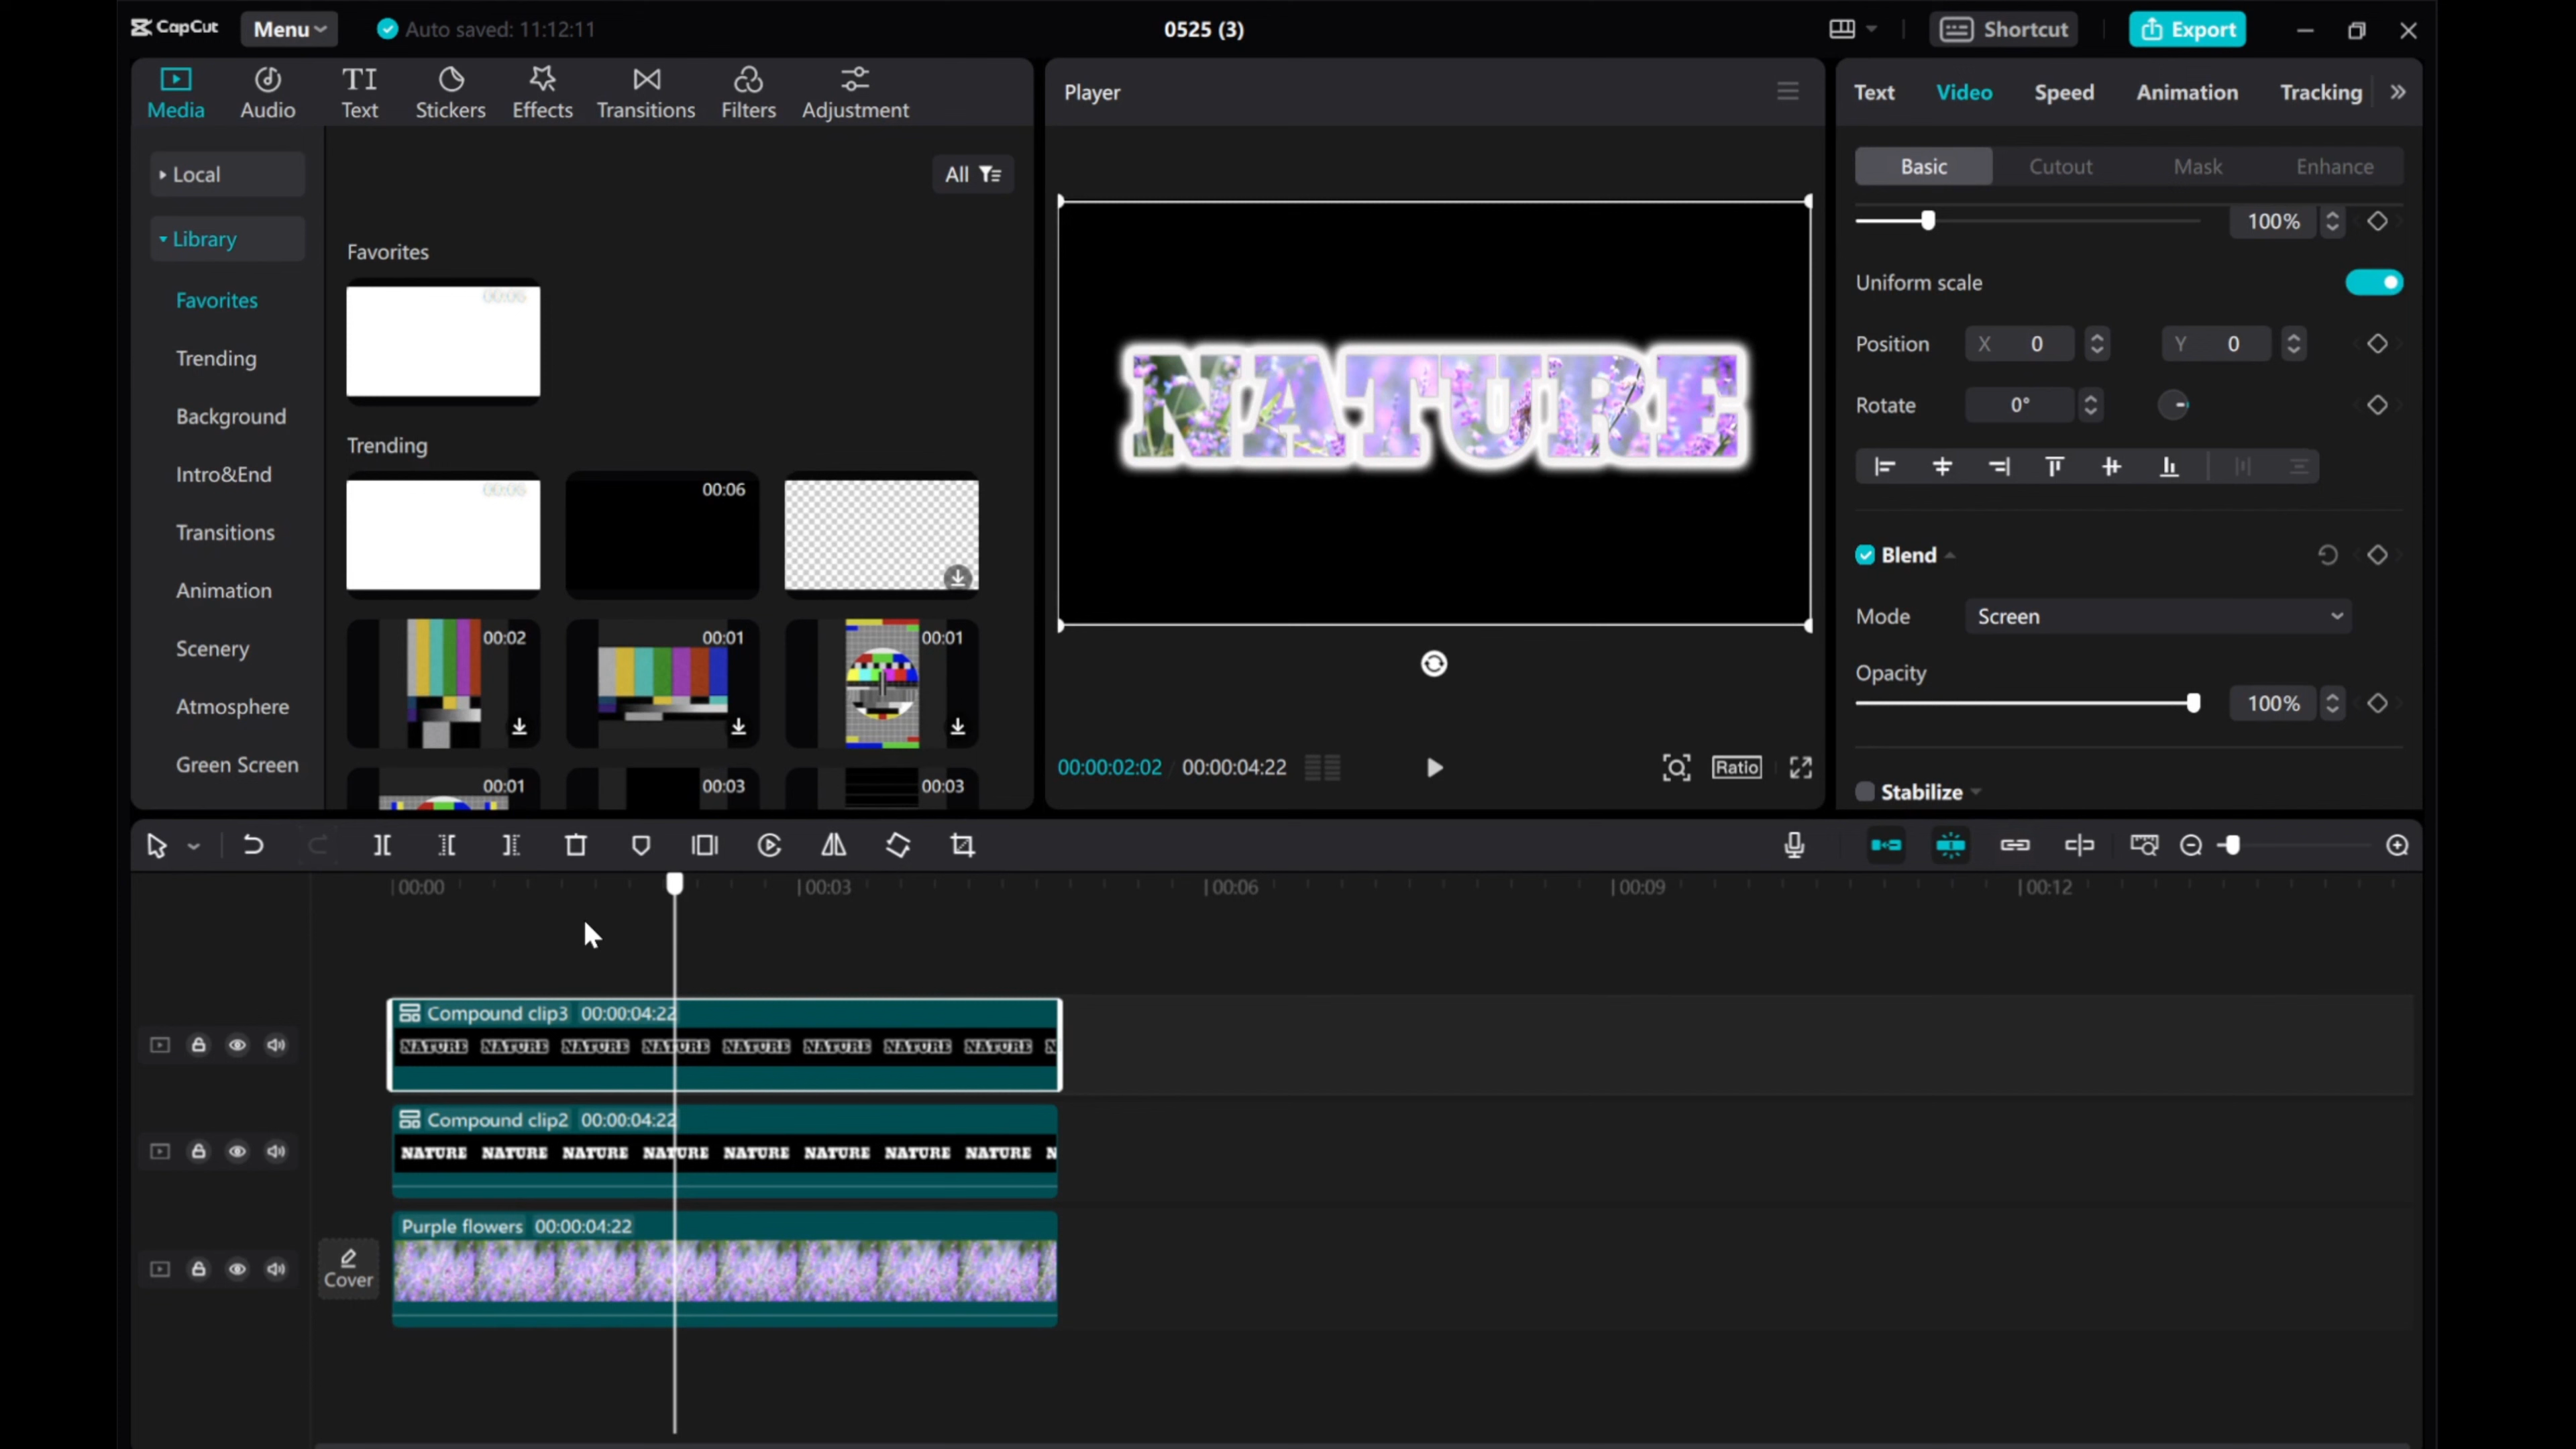 CapCut Menu Auto saved: 11:12:11 0525 (3) Shortcut Export
Media Audio Text Stickers Effects Transitions Filters Adjustment
Local
Library
Favorites
Trending
Background
Intro&End
Transitions
Animation
Scenery
Atmosphere
Green Screen
All
Favorites
00:06
Trending
00:06 00:06
00:02 00:01 00:01
00:01 00:03 00:03
Player
NATURE
00:00:02:02 00:00:04:22 Ratio
Text Video Speed Animation Tracking
Basic Cutout Mask Enhance
100%
Uniform scale
Position X 0 Y 0
Rotate 0°
Blend
Mode Screen
Opacity
100%
Stabilize
00:00 00:03 00:06 00:09 00:12
Compound clip3 00:00:04:22
NATURE NATURE NATURE NATURE NATURE NATURE NATURE NATURE N
Compound clip2 00:00:04:22
NATURE NATURE NATURE NATURE NATURE NATURE NATURE NATURE N
Purple flowers 00:00:04:22
Cover